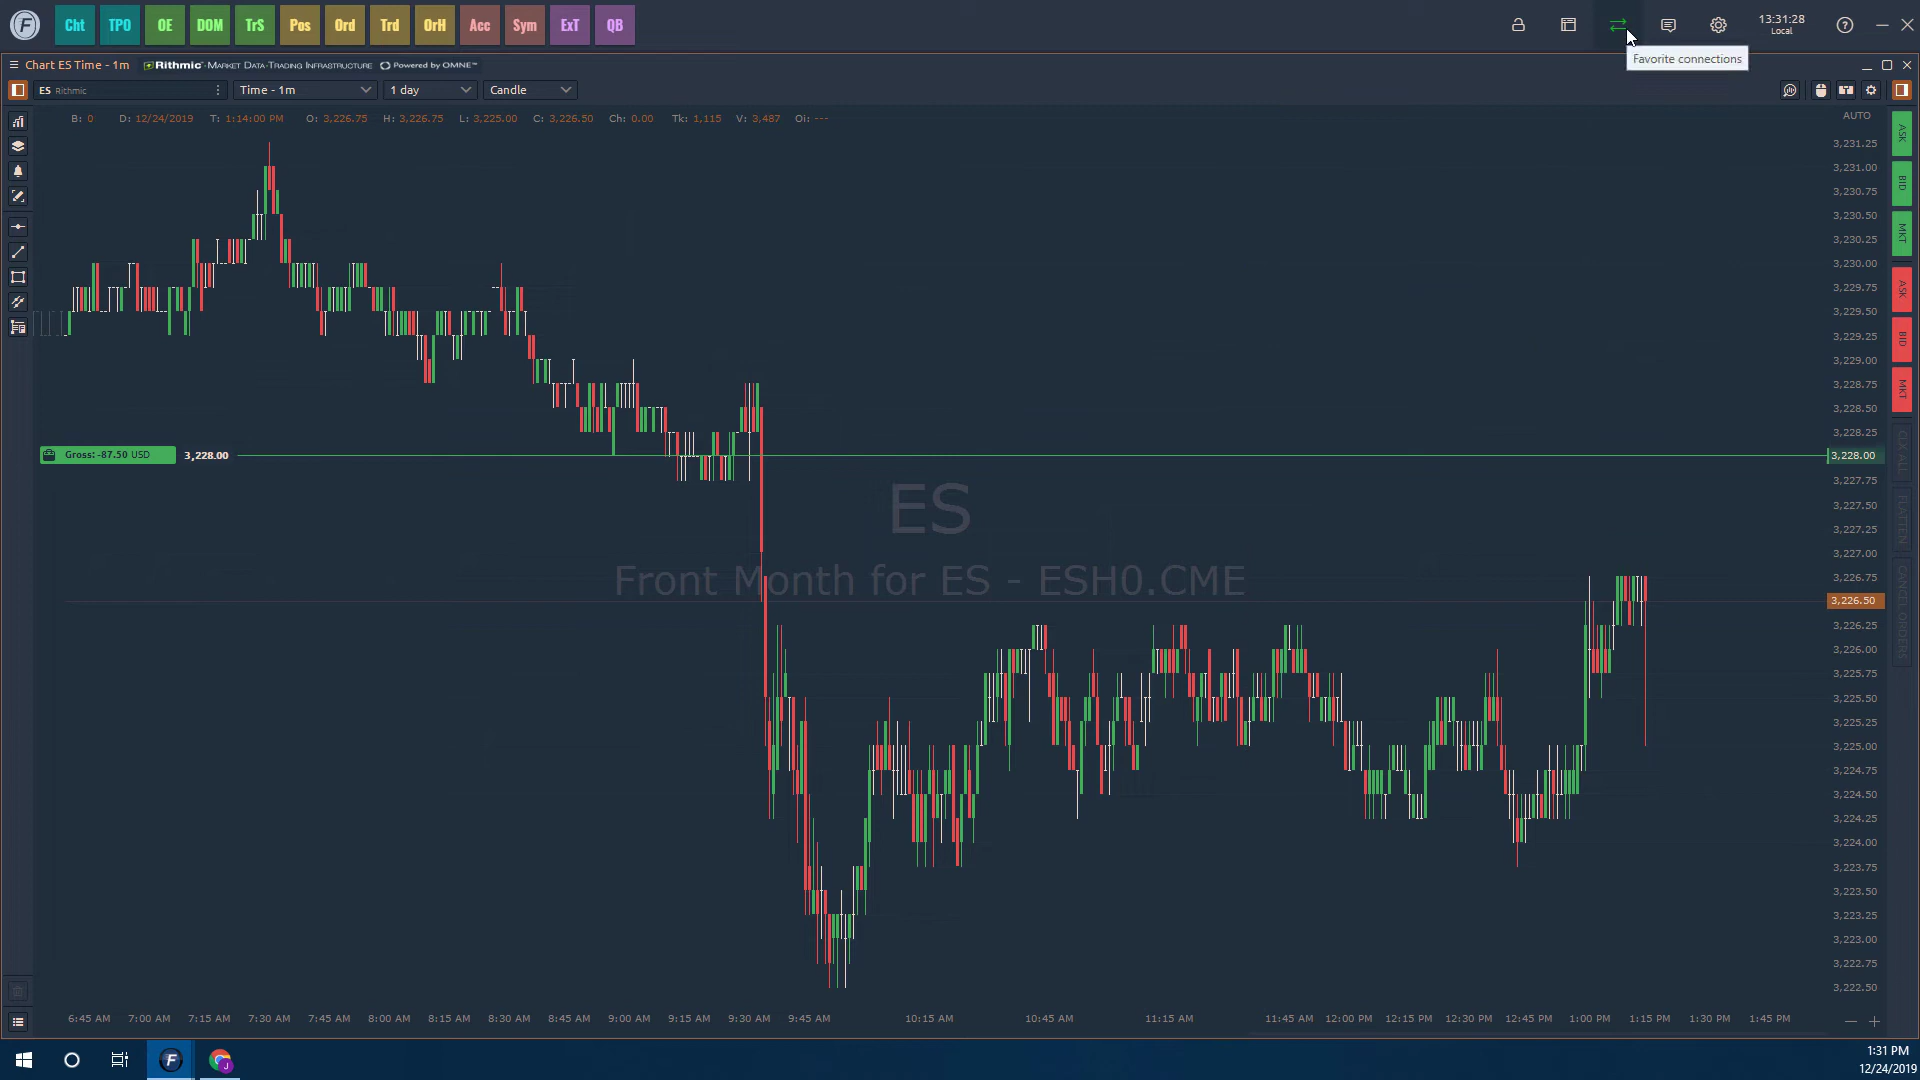 F Cht TPO OE DOM TrS Pos Ord Trd OrH Acc Sym ExT QB 13:31:28
Local
Favorite connections
Chart ES Time - 1m Rithmic - MARKET DATA - TRADING INFRASTRUCTURE Powered by OMNE™
ES Rithmic Time - 1m 1 day Candle
B: 0 D: 12/24/2019 T: 1:14:00 PM O: 3,226.75 H: 3,226.75 L: 3,225.00 C: 3,226.50 Ch: 0.00 Tk: 1,115 V: 3,487 Oi: ---
AUTO
3,231.25
3,231.00
3,230.75
3,230.50
3,230.25
3,230.00
3,229.75
3,229.50
3,229.25
3,229.00
3,228.75
3,228.50
3,228.25
Gross: -87.50 USD 3,228.00 3,228.00
3,227.75
3,227.50
3,227.25
3,227.00
3,226.75
3,226.50
3,226.25
3,226.00
3,225.75
3,225.50
3,225.25
3,225.00
3,224.75
3,224.50
3,224.25
3,224.00
3,223.75
3,223.50
3,223.25
3,223.00
3,222.75
3,222.50
ES
Front Month for ES - ESH0.CME
ASK
BID
MKT
ASK
BID
MKT
CLX ALL
FLATTEN
CANCEL ORDERS
6:45 AM 7:00 AM 7:15 AM 7:30 AM 7:45 AM 8:00 AM 8:15 AM 8:30 AM 8:45 AM 9:00 AM 9:15 AM 9:30 AM 9:45 AM 10:15 AM 10:45 AM 11:15 AM 11:45 AM 12:00 PM 12:15 PM 12:30 PM 12:45 PM 1:00 PM 1:15 PM 1:30 PM 1:45 PM
F J 1:31 PM
12/24/2019